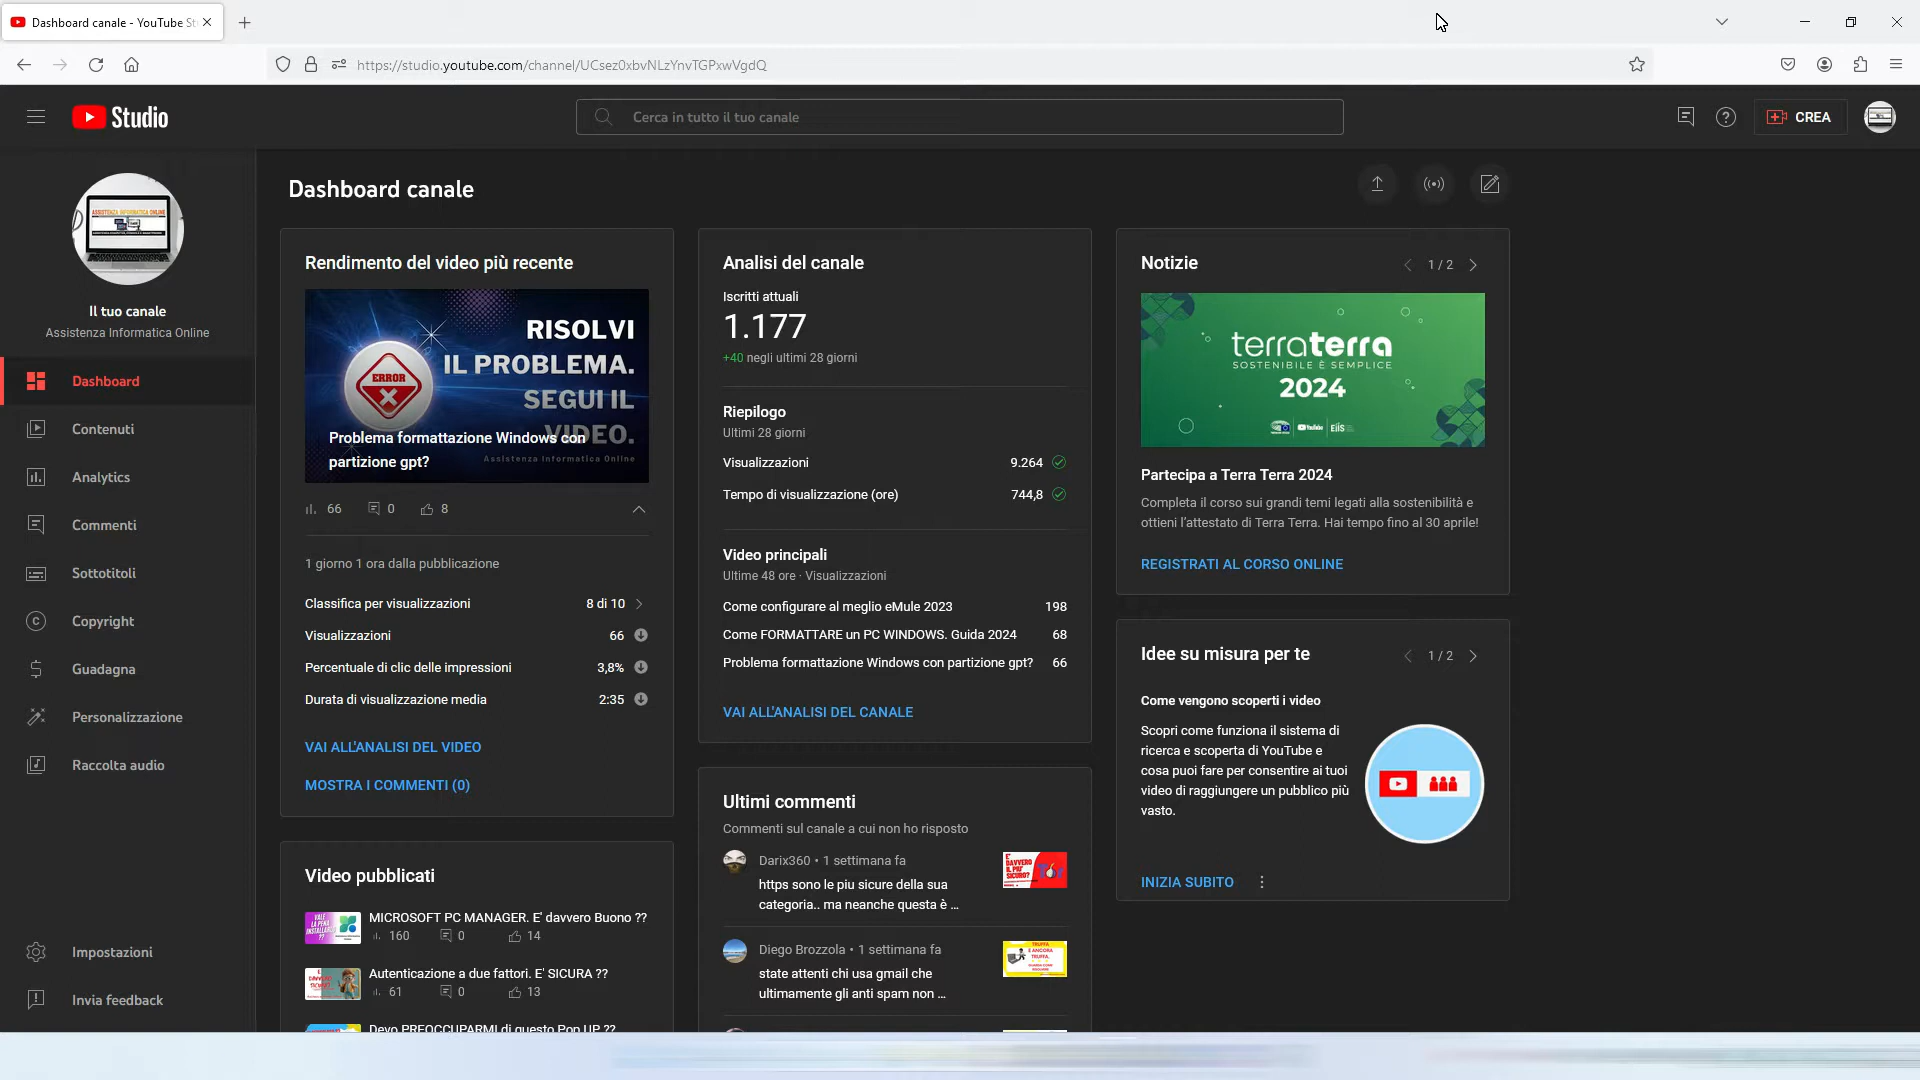 Dashboard canale - YouTube St
https://studio.youtube.com/channel/UCsez0xbvNLzYnvTGPxwVgdQ
Studio
Cerca in tutto il tuo canale
CREA
ASSISTENZA INFORMATICA ONLINE
Il tuo canale
Assistenza Informatica Online
Dashboard
Contenuti
Analytics
Commenti
Sottotitoli
Copyright
Guadagna
Personalizzazione
Raccolta audio
Impostazioni
Invia feedback
Dashboard canale
Rendimento del video più recente
RISOLVI
IL PROBLEMA.
SEGUI IL
VIDEO.
ERROR
Problema formattazione Windows con
partizione gpt?
Assistenza Informatica Online
66 0 8
1 giorno 1 ora dalla pubblicazione
Classifica per visualizzazioni 8 di 10
Visualizzazioni 66
Percentuale di clic delle impressioni 3,8%
Durata di visualizzazione media 2:35
VAI ALL'ANALISI DEL VIDEO
MOSTRA I COMMENTI (0)
Video pubblicati
MICROSOFT PC MANAGER. E' davvero Buono ??
160 0 14
Autenticazione a due fattori. E' SICURA ??
61 0 13
Devo PREOCCUPARMI di questo Pop UP ??
Analisi del canale
Iscritti attuali
1.177
+40 negli ultimi 28 giorni
Riepilogo
Ultimi 28 giorni
Visualizzazioni 9.264
Tempo di visualizzazione (ore) 744,8
Video principali
Ultime 48 ore · Visualizzazioni
Come configurare al meglio eMule 2023 198
Come FORMATTARE un PC WINDOWS. Guida 2024 68
Problema formattazione Windows con partizione gpt? 66
VAI ALL'ANALISI DEL CANALE
Ultimi commenti
Commenti sul canale a cui non ho risposto
Darix360 • 1 settimana fa
https sono le piu sicure della sua
categoria.. ma neanche questa è ...
E'
DAVVERO
IL PIU'
SICURO?
Diego Brozzola • 1 settimana fa
state attenti chi usa gmail che
ultimamente gli anti spam non ...
TRUFFA
E ANCORA
TRUFFA.
Notizie
1 / 2
terraterra
SOSTENIBILE È SEMPLICE
2024
YouTube EIIS
Partecipa a Terra Terra 2024
Completa il corso sui grandi temi legati alla sostenibilità e
ottieni l'attestato di Terra Terra. Hai tempo fino al 30 aprile!
REGISTRATI AL CORSO ONLINE
Idee su misura per te
1 / 2
Come vengono scoperti i video
Scopri come funziona il sistema di
ricerca e scoperta di YouTube e
cosa puoi fare per consentire ai tuoi
video di raggiungere un pubblico più
vasto.
INIZIA SUBITO